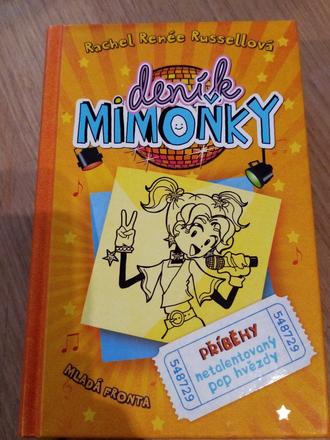 Rachel Renée Russellová
deník
MIMOŇKY
PŘÍBĚHY
netalentovaný
pop hvězdy
548729
548729
MLADÁ FRONTA